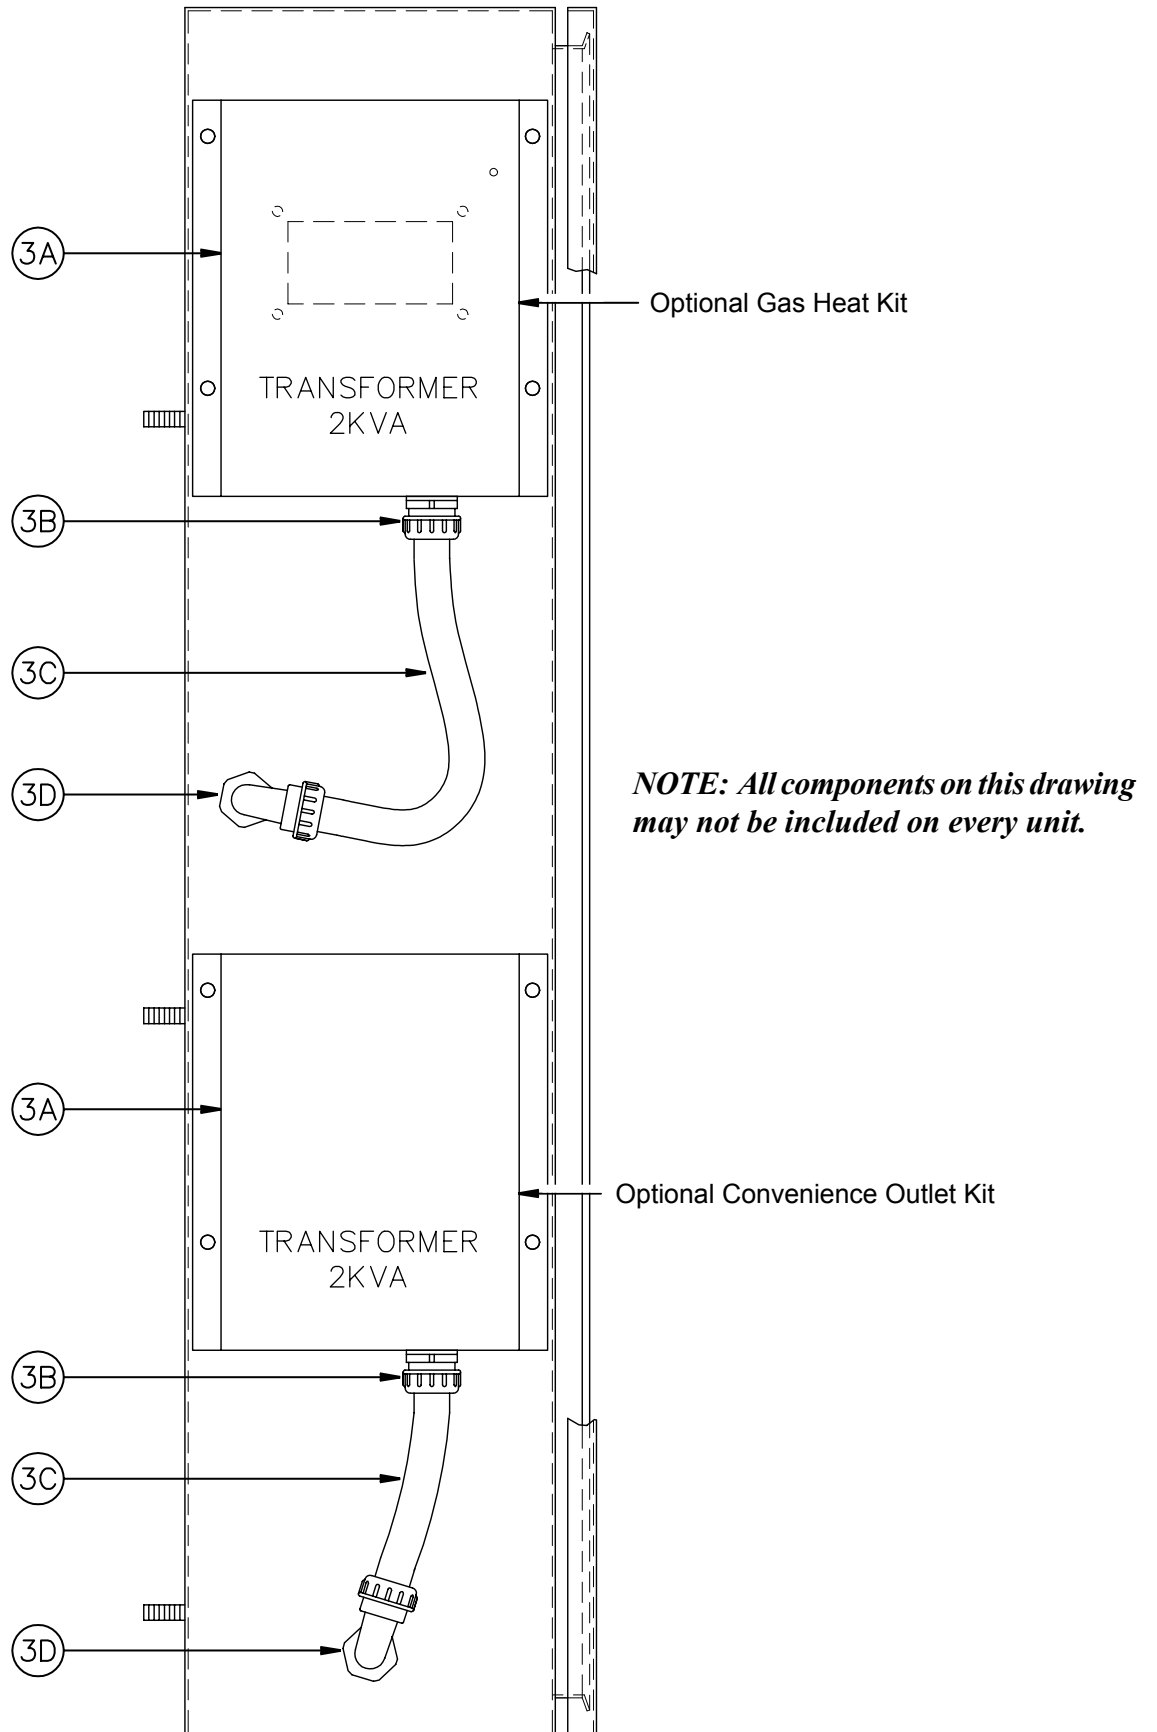 3A
Optional Gas Heat Kit
TRANSFORMER
2KVA
3B
3C
3D
NOTE: All components on this drawing
may not be included on every unit.
3A
Optional Convenience Outlet Kit
TRANSFORMER
2KVA
3B
3C
3D